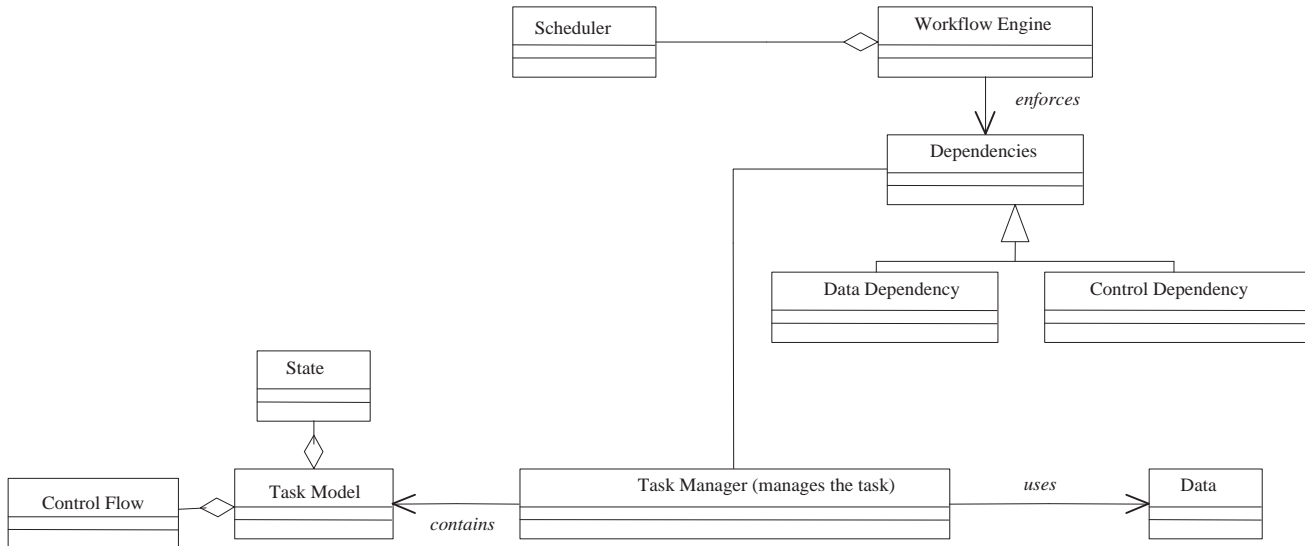 Scheduler
Workflow Engine
enforces
Dependencies
Data Dependency
Control Dependency
State
Control Flow
Task Model
contains
Task Manager (manages the task)
uses
Data